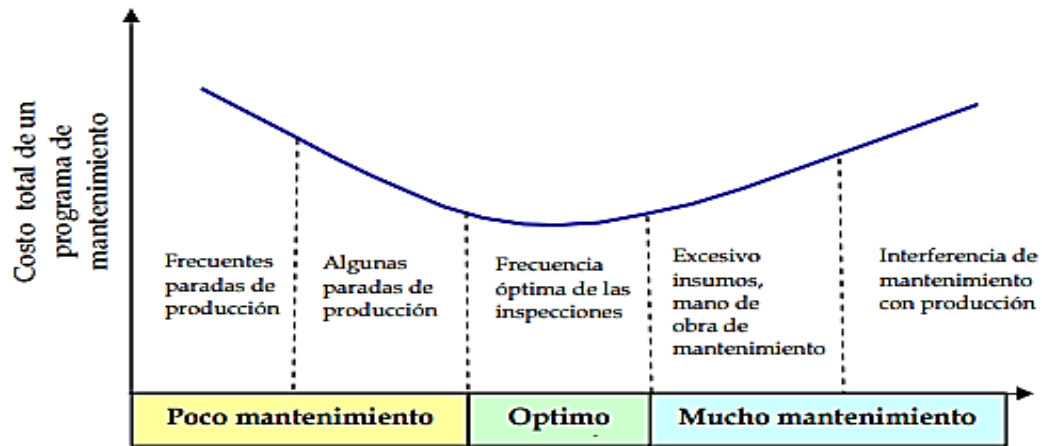 Costo total de un
programa de
mantenimiento
Frecuentes
paradas de
producción
Algunas
paradas de
producción
Frecuencia
óptima de las
inspecciones
Excesivo
insumos,
mano de
obra de
mantenimiento
Interferencia de
mantenimiento
con producción
Poco mantenimiento
Optimo
Mucho mantenimiento